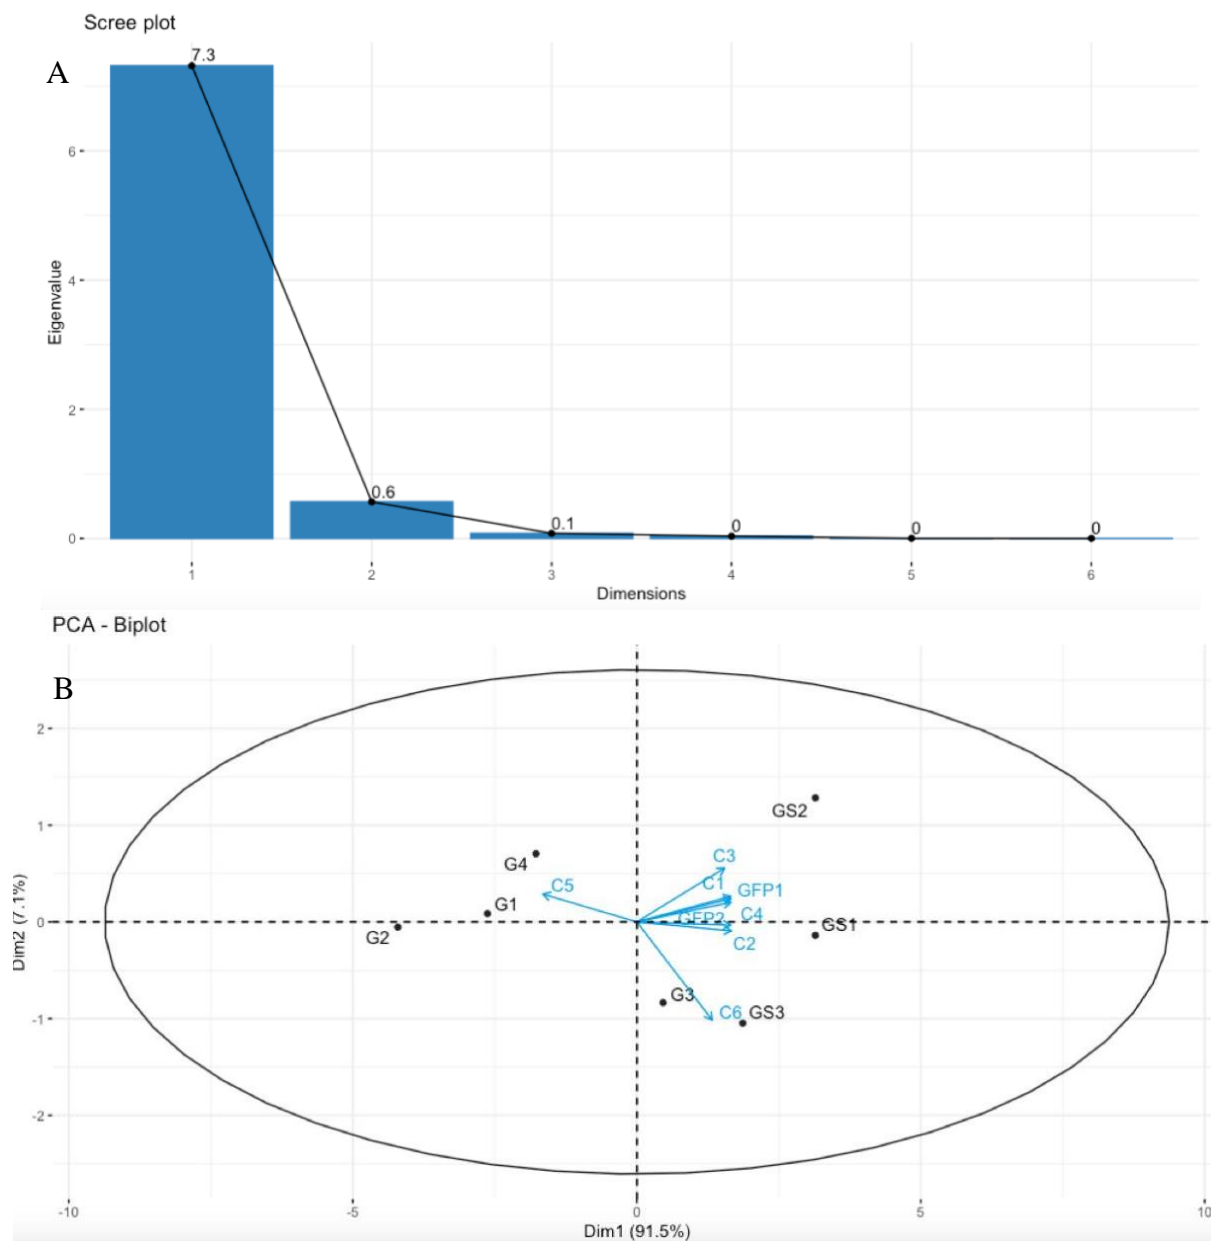 Scree plot
A
7.3
6
4
Eigenvalue
2
0.6
0.1
0
0
0
0
1
2
3
4
5
6
Dimensions
PCA - Biplot
B
2
GS2
1
G4
C3
C5
C1
GFP1
G1
C4
0
GFP2
GS1
G2
C2
Dim2 (7.1%)
G3
-1
C6
GS3
-2
-10
-5
0
5
10
Dim1 (91.5%)